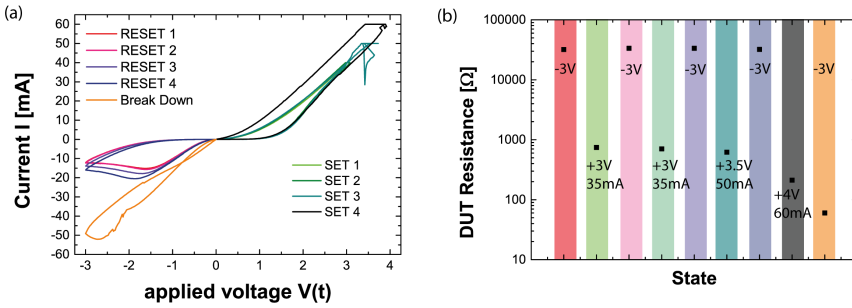 (a)
60
50
40
30
20
10
0
-10
-20
-30
-40
-50
-60
Current I [mA]
RESET 1
RESET 2
RESET 3
RESET 4
Break Down
SET 1
SET 2
SET 3
SET 4
-3 -2 -1 0 1 2 3 4
applied voltage V(t)
(b)
100000
10000
1000
100
10
DUT Resistance [Ω]
-3V -3V -3V -3V -3V
+3V
35mA
+3V
35mA
+3.5V
50mA
+4V
60mA
State